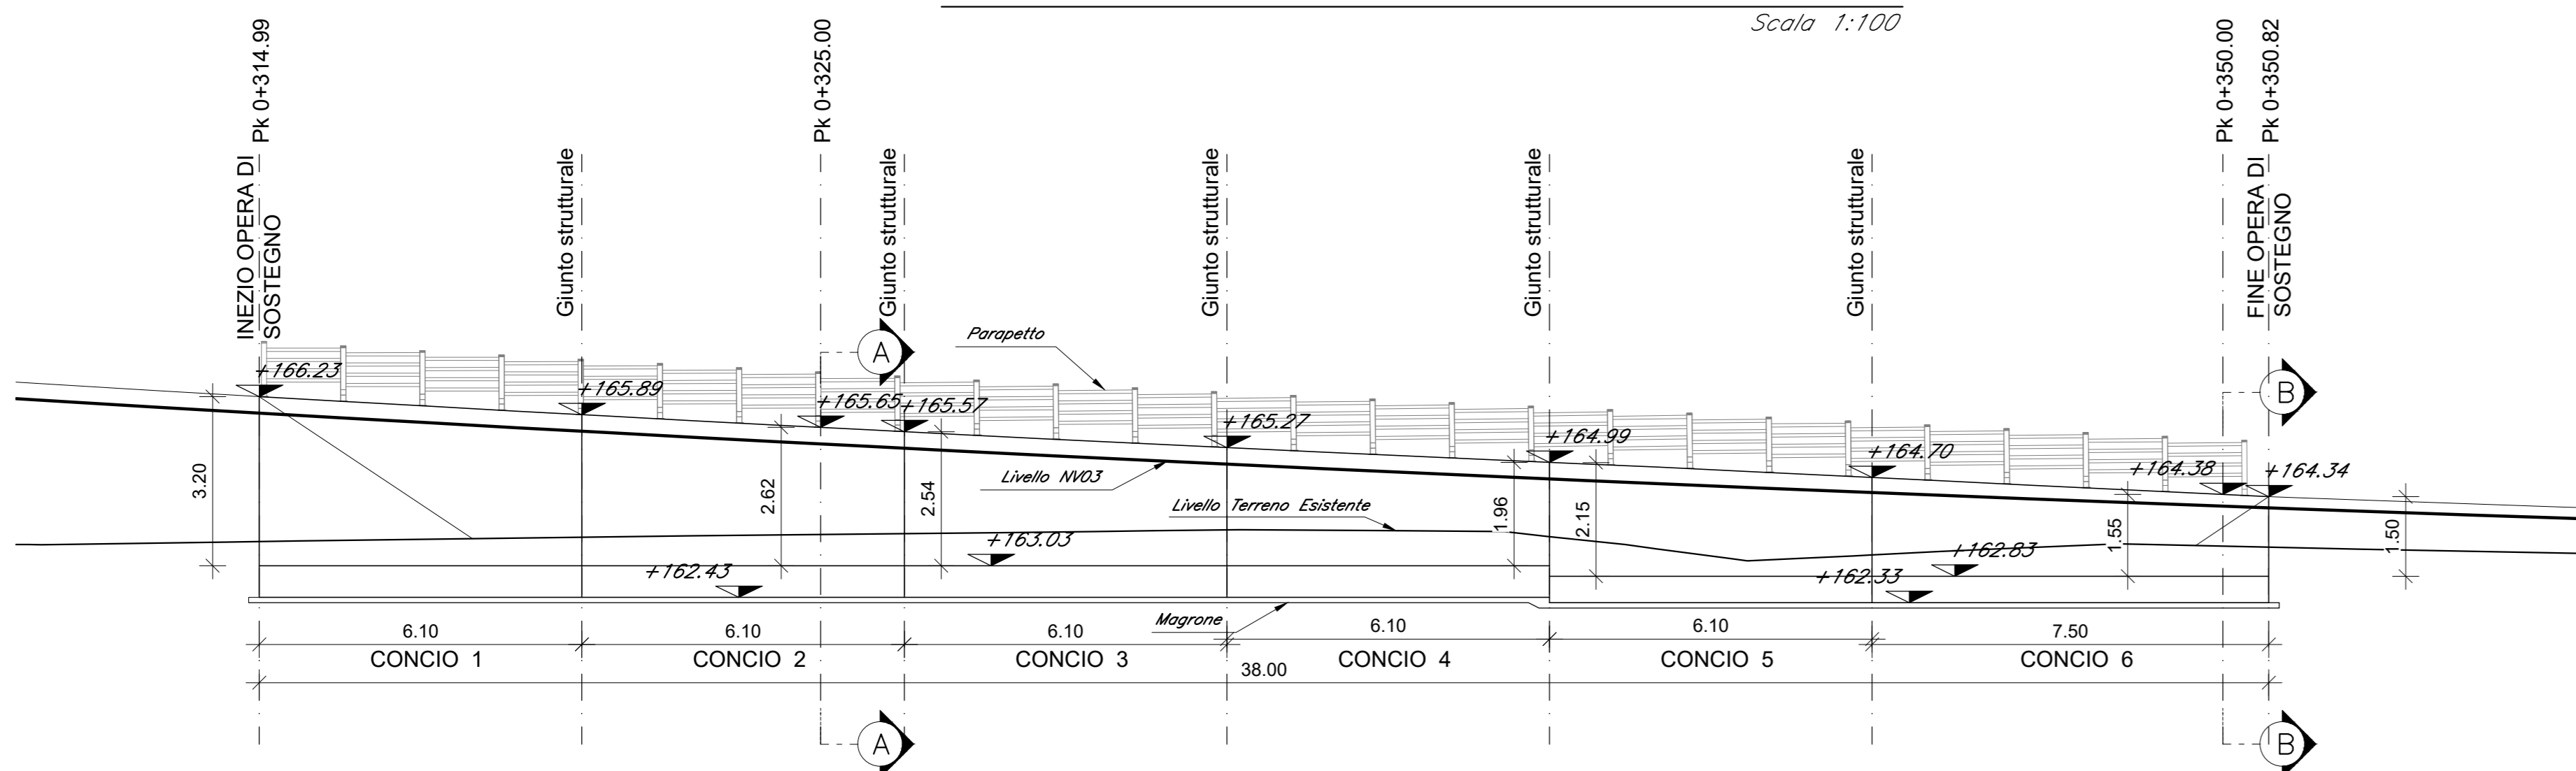 Scala 1:100
INEZIO OPERA DI
SOSTEGNO
Pk 0+314.99
Giunto strutturale
Pk 0+325.00
Giunto strutturale
Giunto strutturale
Giunto strutturale
Giunto strutturale
Pk 0+350.00
FINE OPERA DI
SOSTEGNO
Pk 0+350.82
A
Parapetto
B
+166.23
+165.89
+165.65
+165.57
+165.27
+164.99
+164.70
+164.38
+164.34
3.20
2.62
2.54
Livello NV03
Livello Terreno Esistente
1.96
2.15
1.55
1.50
+163.03
+162.83
+162.43
+162.33
Magrone
6.10
6.10
6.10
6.10
6.10
7.50
CONCIO 1
CONCIO 2
CONCIO 3
CONCIO 4
CONCIO 5
CONCIO 6
38.00
A
B